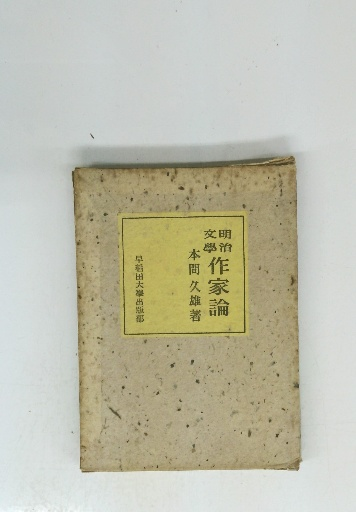 明治文學作家論
本間久雄著
早稲田大學出版部